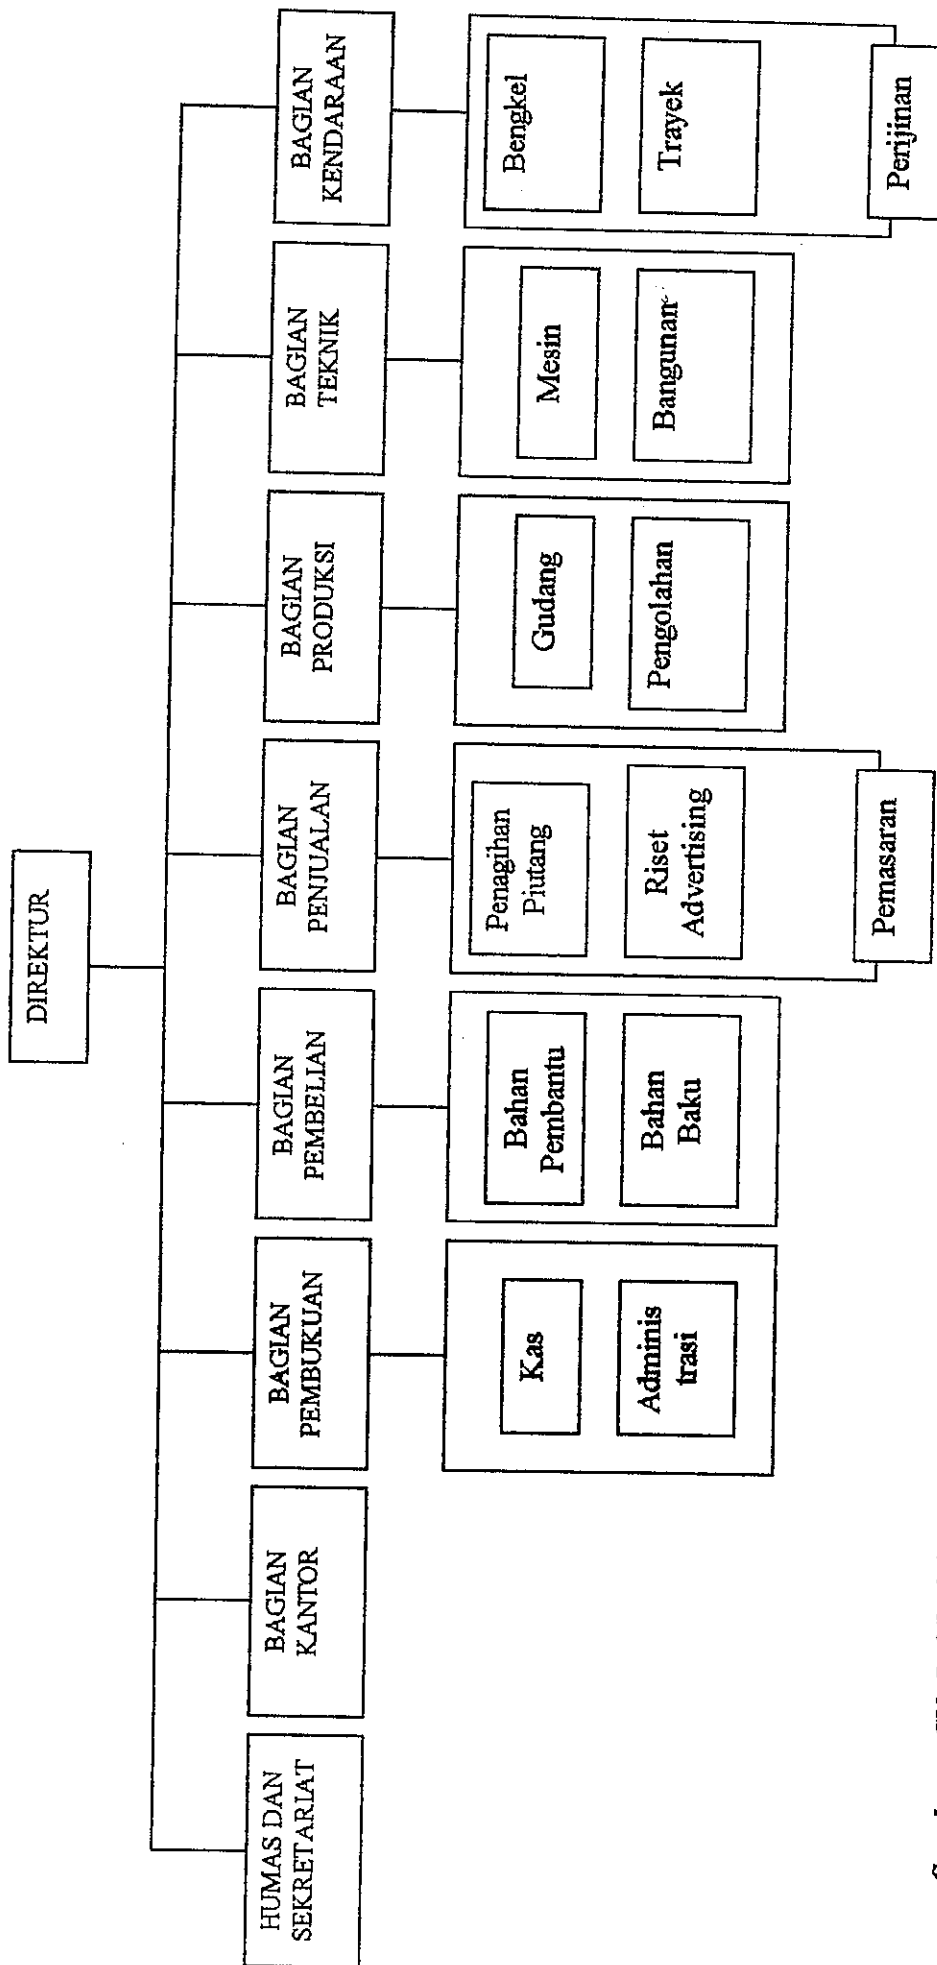 DIREKTUR
HUMAS DAN
SEKRETARIAT
BAGIAN
KANTOR
BAGIAN
PEMBUKUAN
BAGIAN
PEMBELIAN
BAGIAN
PENJUALAN
BAGIAN
PRODUKSI
BAGIAN
TEKNIK
BAGIAN
KENDARAAN
Kas
Adminis
trasi
Bahan
Pembantu
Bahan
Baku
Penagihan
Piutang
Riset
Advertising
Pemasaran
Gudang
Pengolahan
Mesin
Bangunan
Bengkel
Trayek
Perijinan